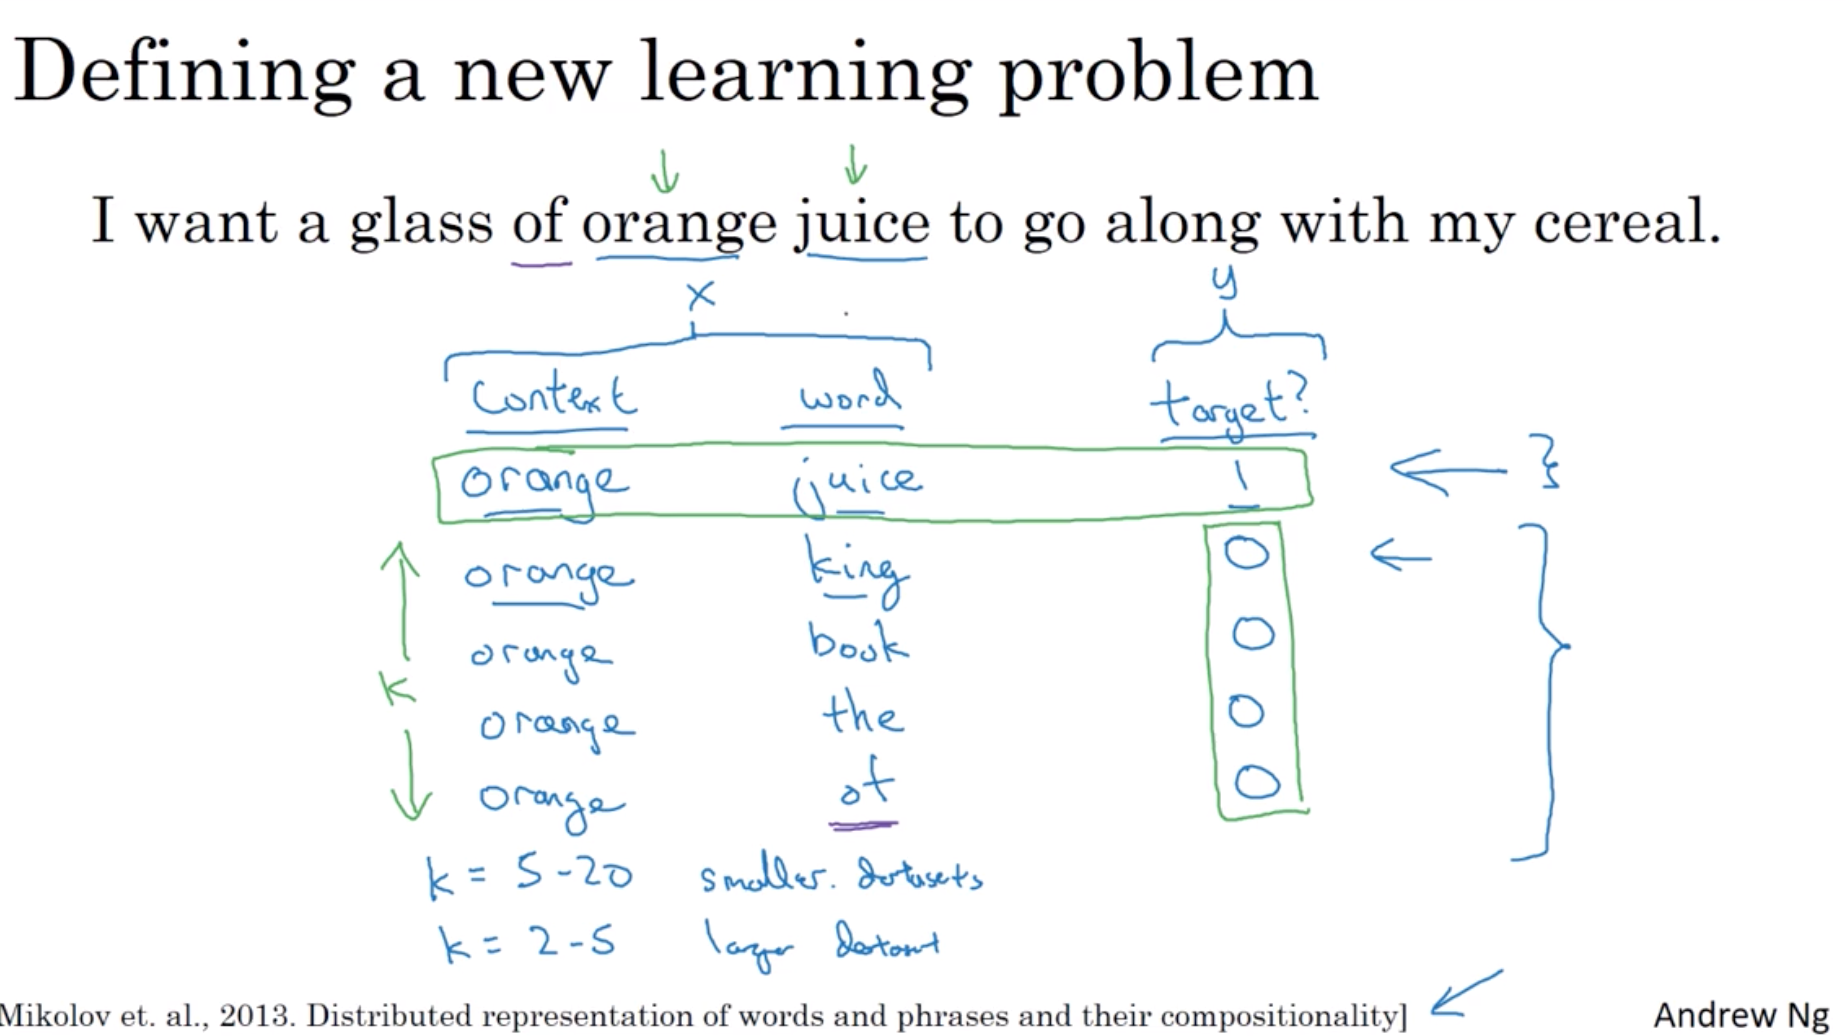 Defining a new learning problem
I want a glass of orange juice to go along with my cereal.
x y
context word target?
orange juice 1
orange king 0
orange book 0
k
orange the 0
orange of 0
k = 5-20 smaller. datasets
k = 2-5 larger dataset
Mikolov et. al., 2013. Distributed representation of words and phrases and their compositionality]
Andrew Ng